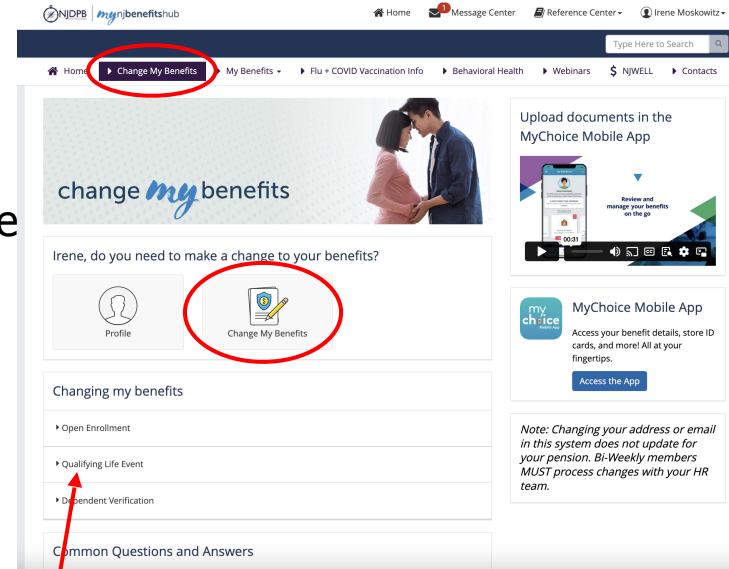 NJDPB mynjbenefitshub
Home
1
Message Center
Reference Center
Irene Moskowitz
Type Here to Search
Home
Change My Benefits
My Benefits
Flu + COVID Vaccination Info
Behavioral Health
Webinars
$ NJWELL
Contacts
change my benefits
e
Irene, do you need to make a change to your benefits?
Profile
Change My Benefits
Changing my benefits
Open Enrollment
Qualifying Life Event
Dependent Verification
Common Questions and Answers
Upload documents in the
MyChoice Mobile App
Review and
manage your benefits
on the go
00:31
my
choice
Mobile App
MyChoice Mobile App
Access your benefit details, store ID
cards, and more! All at your
fingertips.
Access the App
Note: Changing your address or email
in this system does not update for
your pension. Bi-Weekly members
MUST process changes with your HR
team.